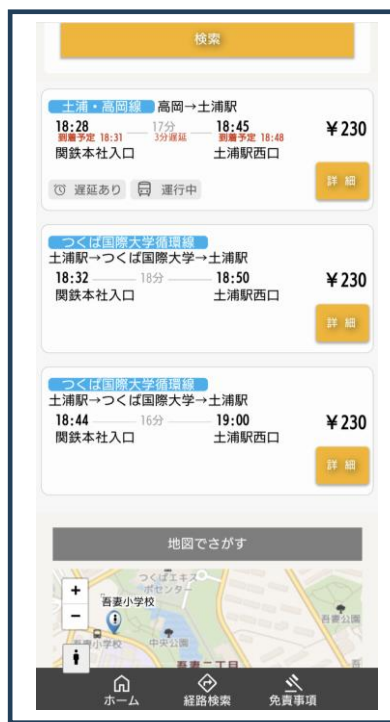 検索
土浦・高岡線 高岡→土浦駅
18:28 17分 18:45 ¥230
到着予定 18:31 3分遅延 到着予定 18:48
関鉄本社入口 土浦駅西口
詳細
遅延あり 運行中
つくば国際大学循環線
土浦駅→つくば国際大学→土浦駅
18:32 18分 18:50 ¥230
関鉄本社入口 土浦駅西口
詳細
つくば国際大学循環線
土浦駅→つくば国際大学→土浦駅
18:44 16分 19:00 ¥230
関鉄本社入口 土浦駅西口
詳細
地図でさがす
つくばエキス
ポセンター
+
吾妻小学校
吾妻公園
−
小学校 中央公園
吾妻二丁目
ホーム 経路検索 免責事項